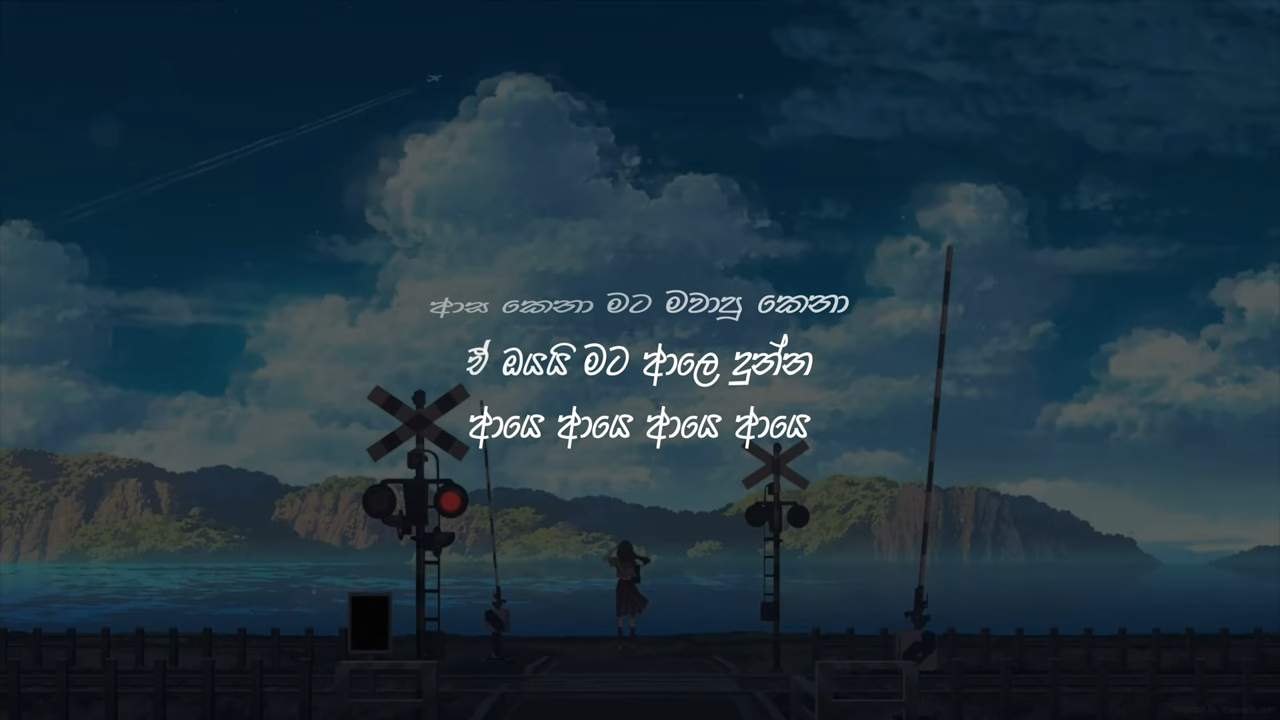 ආස කෙනා මට මවාපු කෙනා
ඒ ඔයයි මට ආලෙ දුන්න
ආයෙ ආයෙ ආයෙ ආයෙ